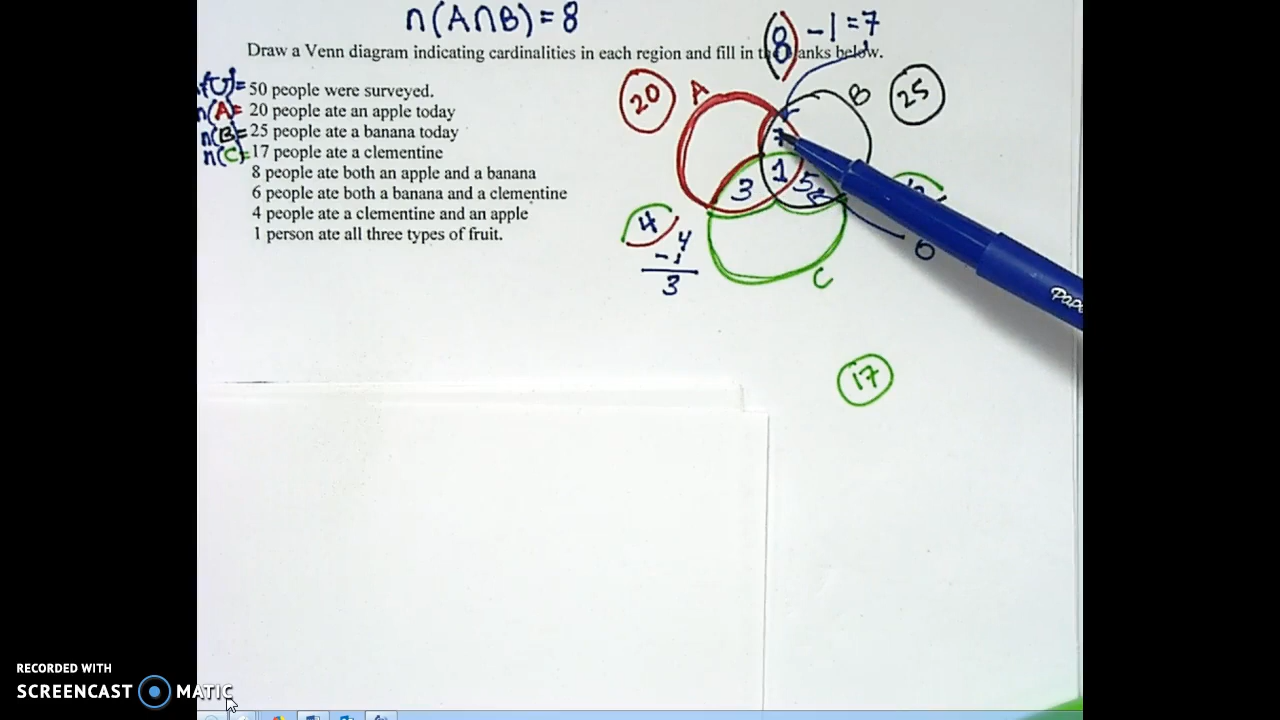 n(A∩B)=8
(8) -1=7
Draw a Venn diagram indicating cardinalities in each region and fill in the blanks below.
n(U)= 50 people were surveyed.
n(A)= 20 people ate an apple today
n(B)= 25 people ate a banana today
n(C)= 17 people ate a clementine
8 people ate both an apple and a banana
6 people ate both a banana and a clementine
4 people ate a clementine and an apple
1 person ate all three types of fruit.
20 A B 25
7
3 1 5
4
4
-1
3
6
C
17
RECORDED WITH
SCREENCAST MATIC